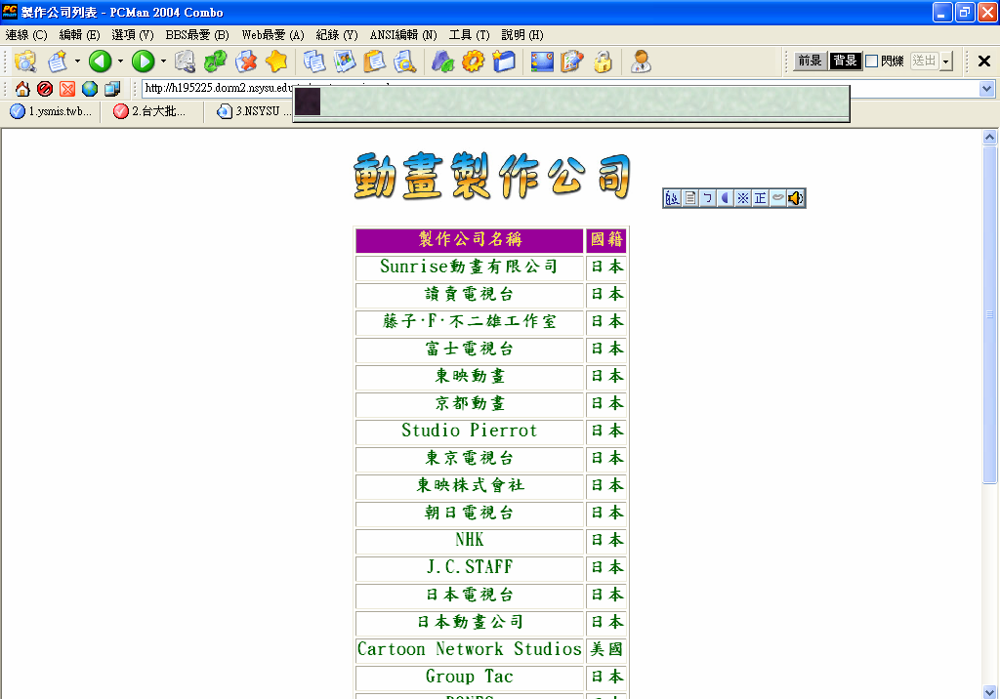 製作公司列表 - PCMan 2004 Combo
連線 (C) 編輯 (E) 選項 (V) BBS最愛 (B) Web最愛 (A) 紀錄 (Y) ANSI編輯 (N) 工具 (T) 說明 (H)
前景 背景 閃爍 送出
http://h195225.dorm2.nsysu.edu
1.ysmis.twb... 2.台大批... 3.NSYSU ...
動畫製作公司
正
製作公司名稱 國籍
Sunrise動畫有限公司 日本
讀賣電視台 日本
藤子·F·不二雄工作室 日本
富士電視台 日本
東映動畫 日本
京都動畫 日本
Studio Pierrot 日本
東京電視台 日本
東映株式會社 日本
朝日電視台 日本
NHK 日本
J.C.STAFF 日本
日本電視台 日本
日本動畫公司 日本
Cartoon Network Studios 美國
Group Tac 日本